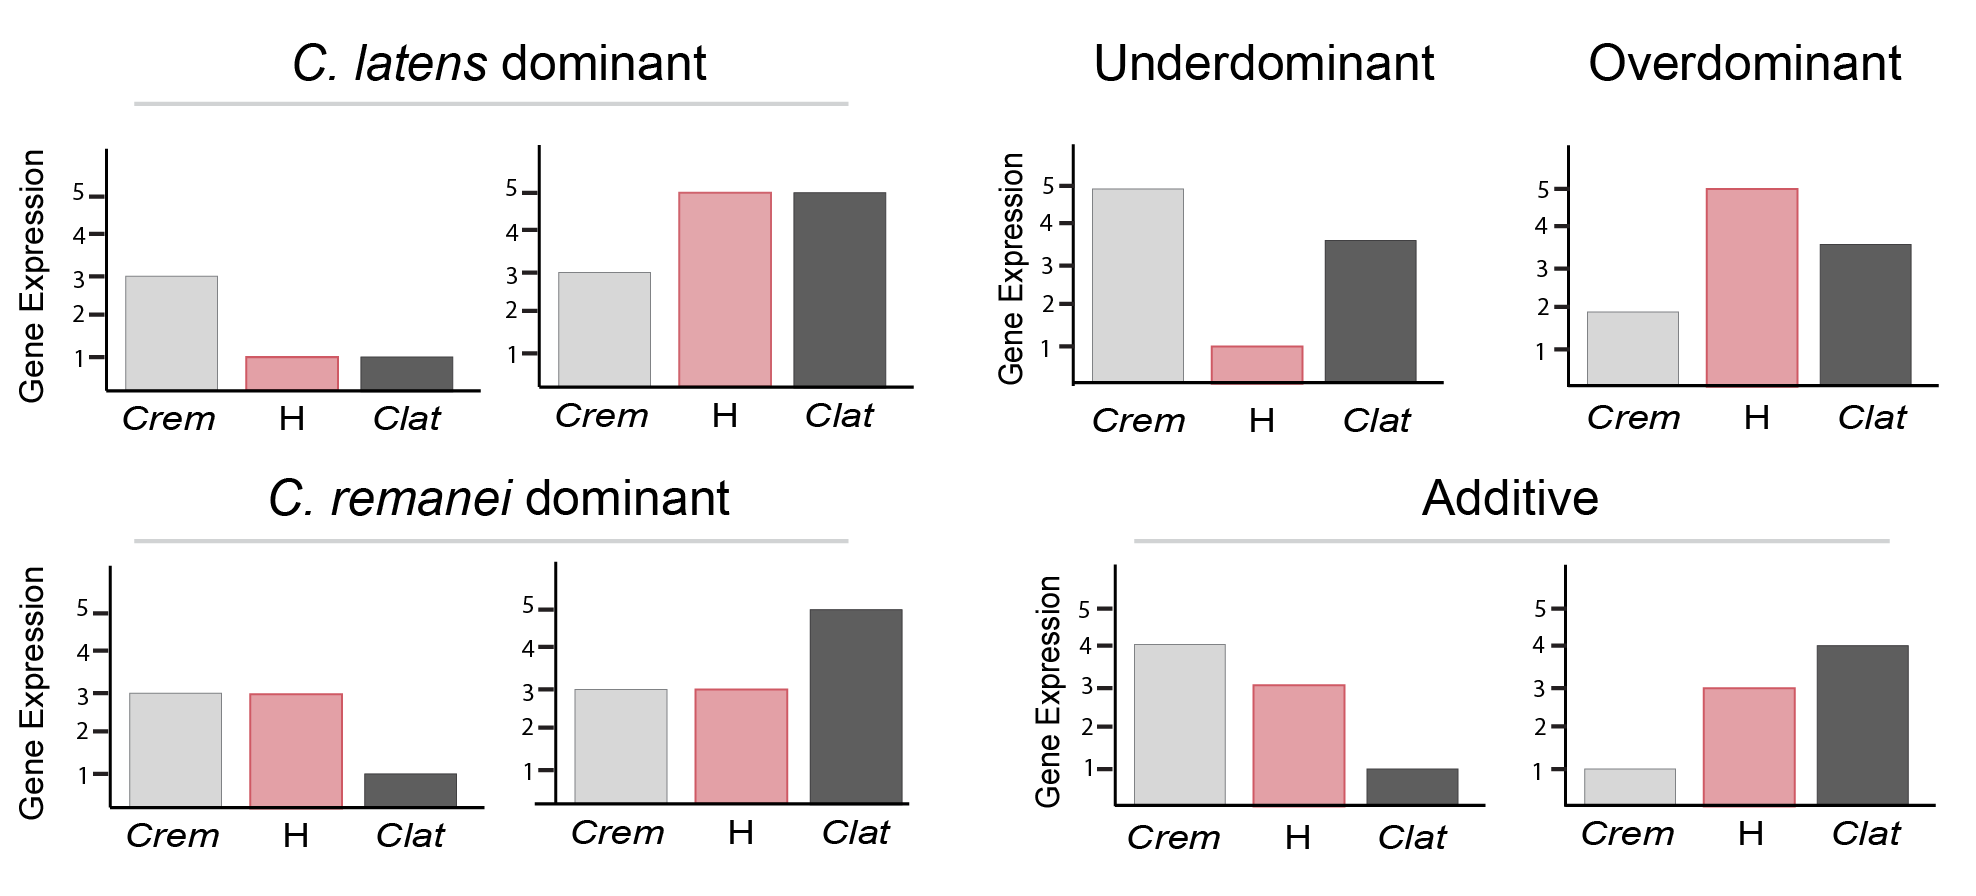 C. latens dominant
Underdominant
Overdominant
Gene Expression
5
4
3
2
1
Crem H Clat
5
4
3
2
1
Crem H Clat
Gene Expression
5
4
3
2
1
Crem H Clat
5
4
3
2
1
Crem H Clat
C. remanei dominant
Additive
Gene Expression
5
4
3
2
1
Crem H Clat
5
4
3
2
1
Crem H Clat
Gene Expression
5
4
3
2
1
Crem H Clat
5
4
3
2
1
Crem H Clat